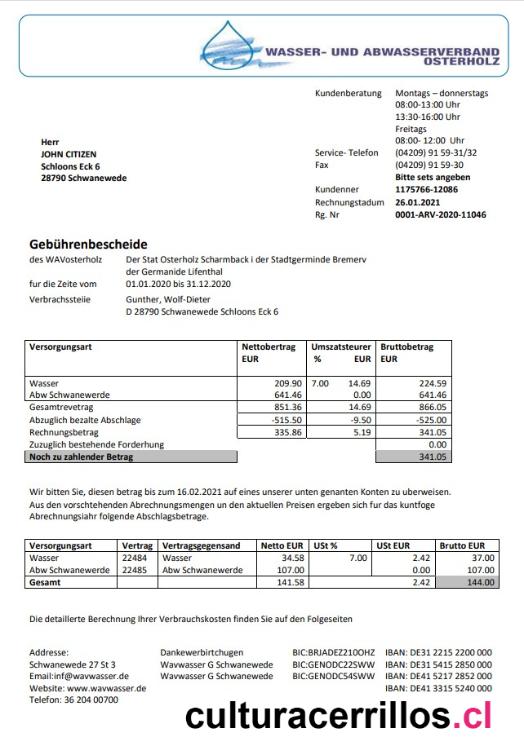 WASSER- UND ABWASSERVERBAND
OSTERHOLZ
Kundenberatung Montags – donnerstags
08:00-13:00 Uhr
13:30-16:00 Uhr
Freitags
08:00- 12:00 Uhr
Herr
JOHN CITIZEN
Schloons Eck 6
28790 Schwanewede
Service- Telefon (04209) 91 59-31/32
Fax (04209) 91 59-30
Bitte sets angeben
Kundenner 1175766-12086
Rechnungstadum 26.01.2021
Rg. Nr 0001-ARV-2020-11046
Gebührenbescheide
des WAVosterholz Der Stat Osterholz Scharmback i der Stadtgerminde Bremerv
der Germanide Lifenthal
fur die Zeite vom 01.01.2020 bis 31.12.2020
Verbrachssteiile Gunther, Wolf-Dieter
D 28790 Schwanewede Schloons Eck 6
Versorgungsart Nettobertrag Umszatsteurer Bruttobetrag
EUR % EUR EUR
Wasser 209.90 7.00 14.69 224.59
Abw Schwanewerde 641.46 0.00 641.46
Gesamtrevetrag 851.36 14.69 866.05
Abzuglich bezalte Abschlage -515.50 -9.50 -525.00
Rechnungsbetrag 335.86 5.19 341.05
Zuzuglich bestehende Forderhung 0.00
Noch zu zahlender Betrag 341.05
Wir bitten Sie, diesen betrag bis zum 16.02.2021 auf eines unserer unten genanten Konten zu uberweisen.
Aus den vorschtehenden Abrechnungsmengen un den aktuellen Preisen ergeben sich fur das kuntfoge
Abrechnungsiahr folgende Abschlagsbetrage.
Versorgungsart Vertrag Vertragsgegensand Netto EUR USt % USt EUR Brutto EUR
Wasser 22484 Wasser 34.58 7.00 2.42 37.00
Abw Schwanewerde 22485 Abw Schwanewerde 107.00 0.00 107.00
Gesamt 141.58 2.42 144.00
Die detaillierte Berechnung Ihrer Verbrauchskosten finden Sie auf den Folgeseiten
Addresse: Dankewerbirtchugen BIC:BRJADEZ210OHZ IBAN: DE31 2215 2200 000
Schwanewede 27 St 3 Wavwasser G Schwanewede BIC:GENODC22SWW IBAN: DE31 5415 2850 000
Email:inf@wavwasser.de Wavwasser G Schwanewede BIC:GENODC54SWW IBAN: DE41 5217 2852 000
Website: www.wavwasser.de IBAN: DE41 3315 5240 000
Telefon: 36 204 00700
culturacerrillos.cl